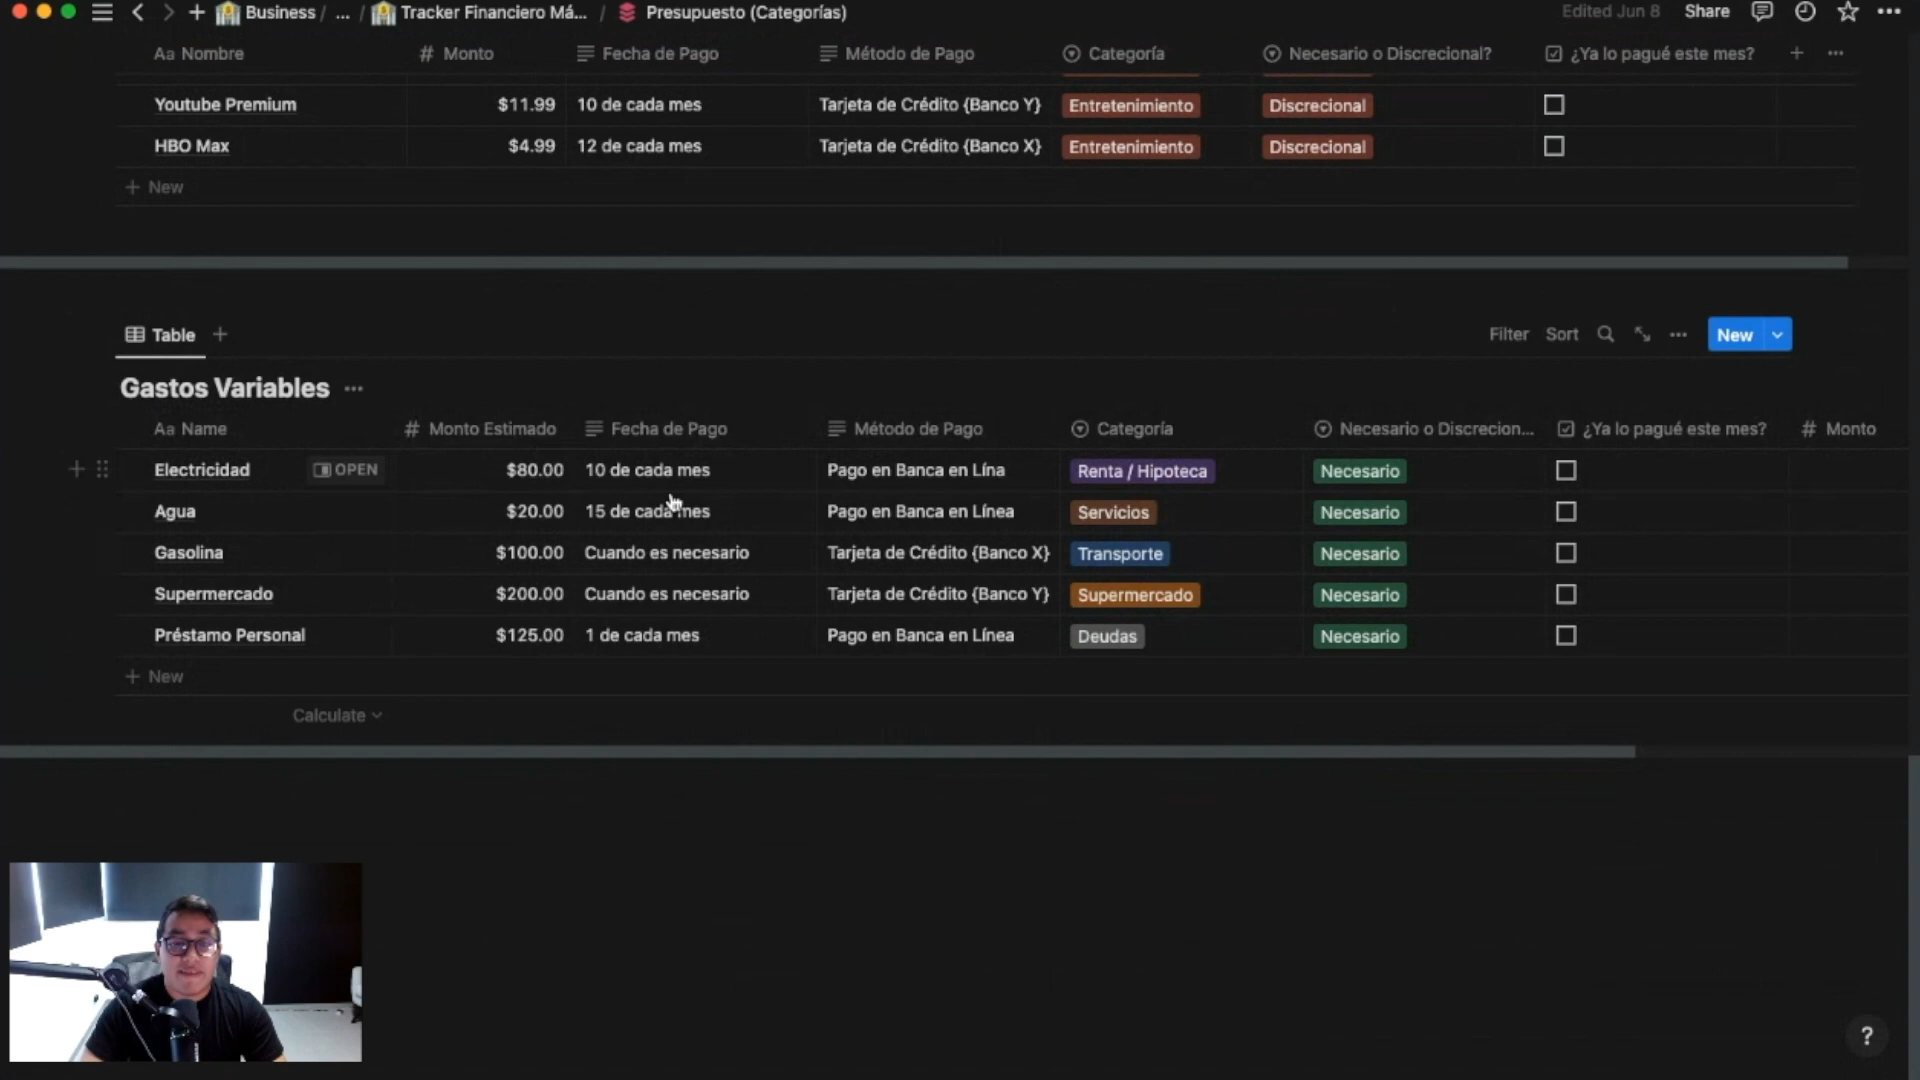 Business / ... / Tracker Financiero Má... / Presupuesto (Categorías) Edited Jun 8 Share
Aa Nombre # Monto Fecha de Pago Método de Pago Categoría Necesario o Discrecional? ¿Ya lo pagué este mes? + ...
Youtube Premium $11.99 10 de cada mes Tarjeta de Crédito {Banco Y} Entretenimiento Discrecional
HBO Max $4.99 12 de cada mes Tarjeta de Crédito {Banco X} Entretenimiento Discrecional
+ New
Table + Filter Sort ... New
Gastos Variables ...
Aa Name # Monto Estimado Fecha de Pago Método de Pago Categoría Necesario o Discrecion... ¿Ya lo pagué este mes? # Monto
Electricidad OPEN $80.00 10 de cada mes Pago en Banca en Lína Renta / Hipoteca Necesario
Agua $20.00 15 de cada mes Pago en Banca en Línea Servicios Necesario
Gasolina $100.00 Cuando es necesario Tarjeta de Crédito {Banco X} Transporte Necesario
Supermercado $200.00 Cuando es necesario Tarjeta de Crédito {Banco Y} Supermercado Necesario
Préstamo Personal $125.00 1 de cada mes Pago en Banca en Línea Deudas Necesario
+ New
Calculate
?